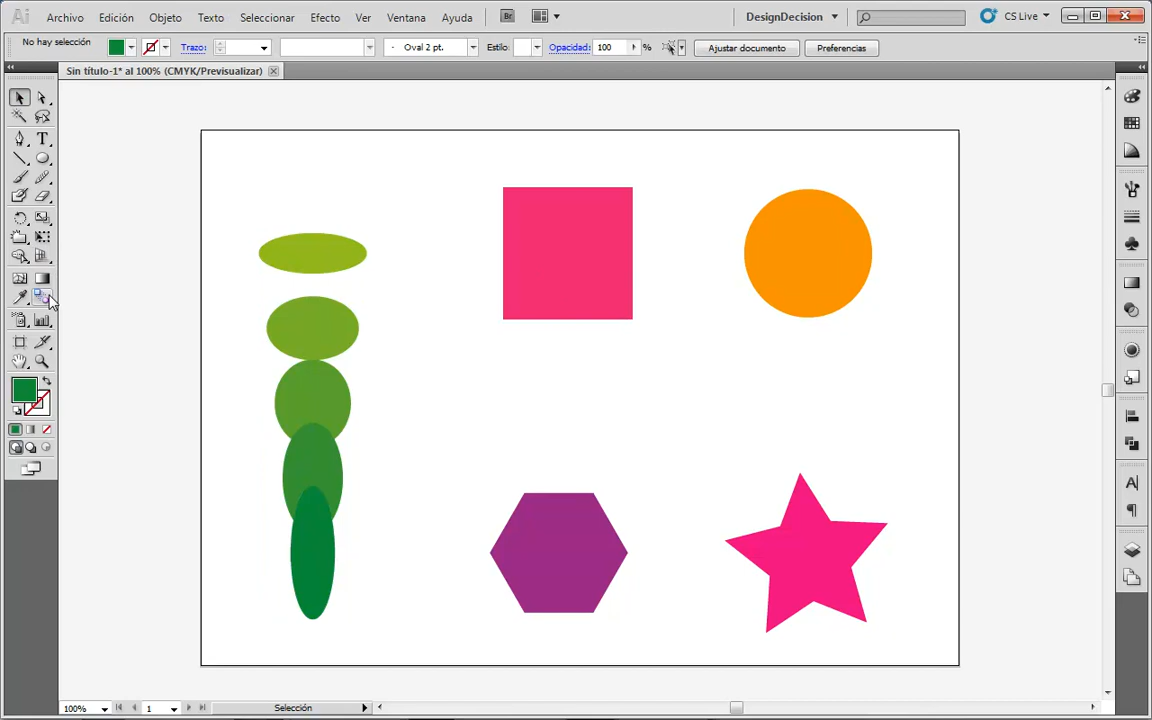 Ai Archivo Edición Objeto Texto Seleccionar Efecto Ver Ventana Ayuda Br DesignDecision CS Live
No hay selección Trazo: Oval 2 pt. Estilo: Opacidad: 100 % Ajustar documento Preferencias
Sin título-1* al 100% (CMYK/Previsualizar)
100% 1 Selección